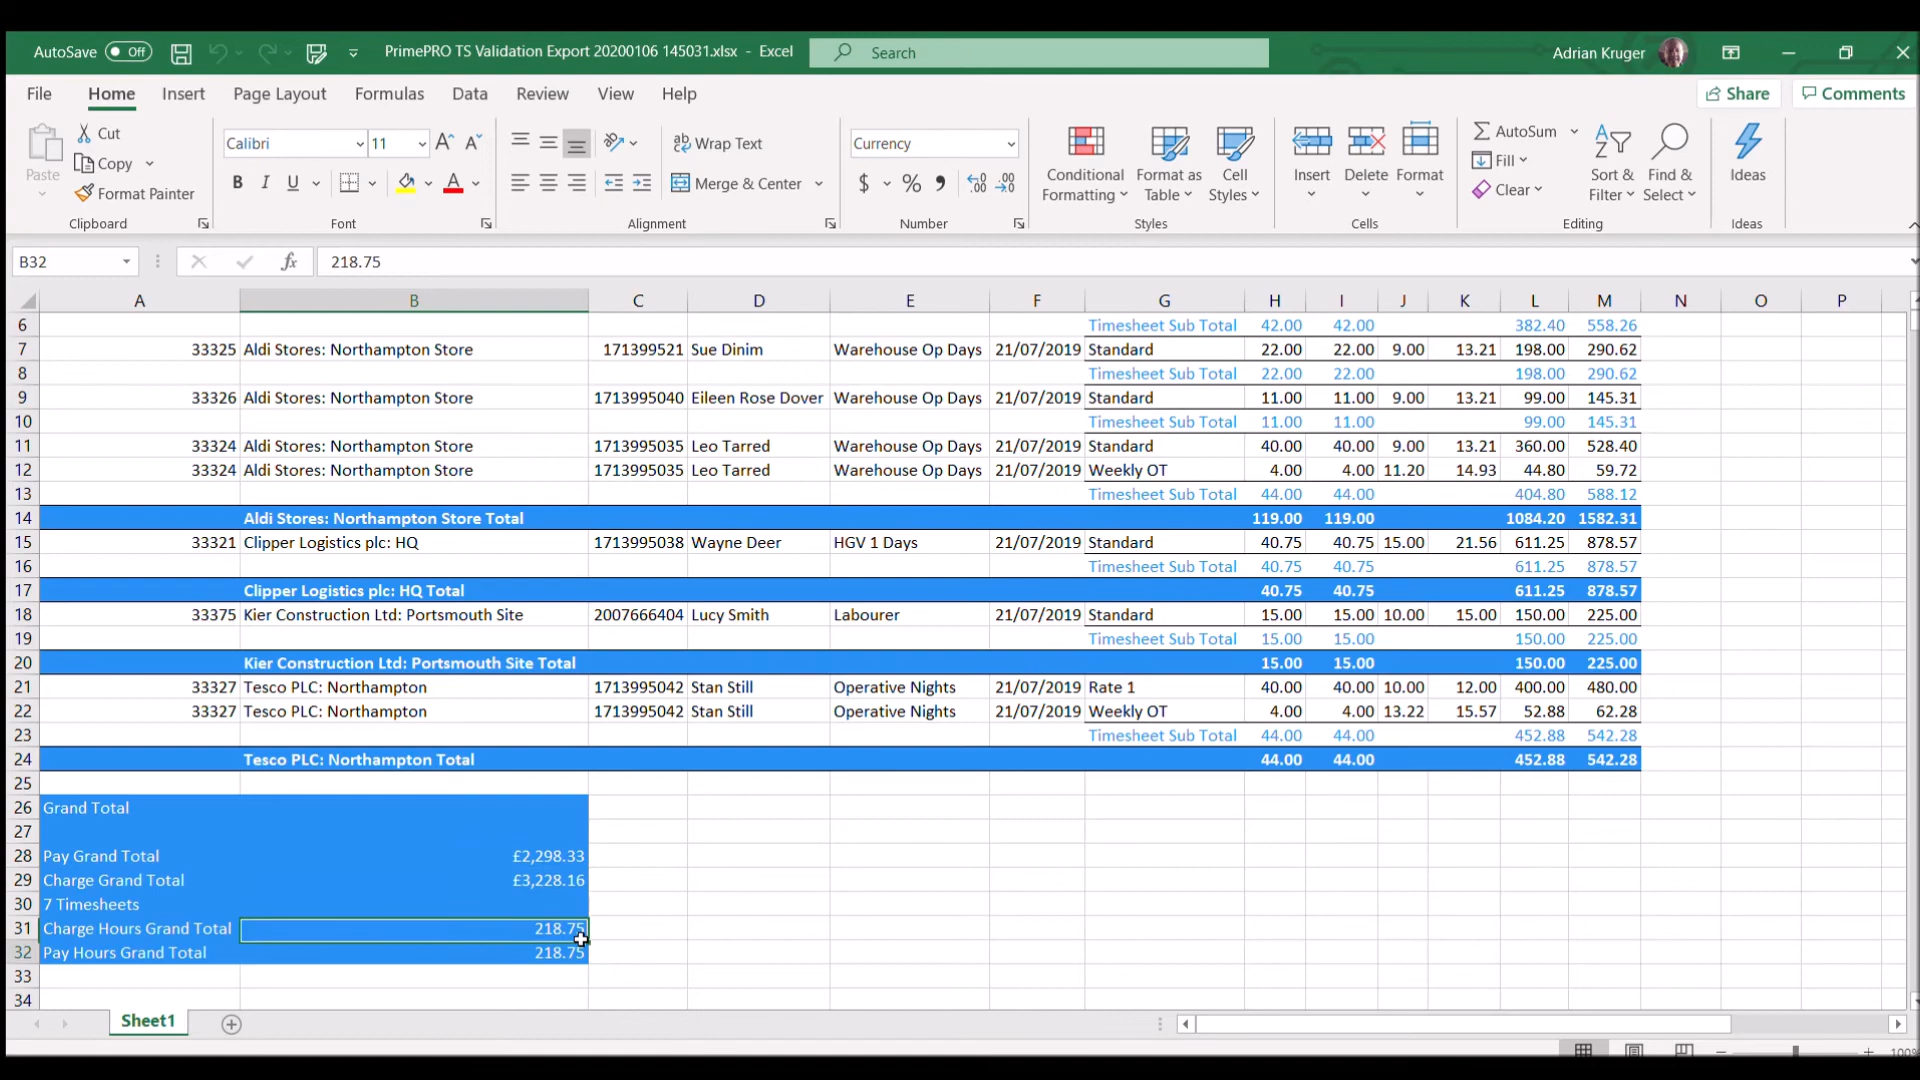 AutoSave Off PrimePRO TS Validation Export 20200106 145031.xlsx - Excel Search Adrian Kruger
File Home Insert Page Layout Formulas Data Review View Help Share Comments
Paste Cut Copy Format Painter
Clipboard
Calibri 11 A A
B I U A
Font
ab Wrap Text
Merge & Center
Alignment
Currency
$ % , .00 .00
Number
Conditional Formatting Format as Table Cell Styles
Styles
Insert Delete Format
Cells
AutoSum Fill Clear Sort & Filter Find & Select
Editing
Ideas
Ideas
B32 fx 218.75
A B C D E F G H I J K L M N O P
6 Timesheet Sub Total 42.00 42.00 382.40 558.26
7 33325 Aldi Stores: Northampton Store 171399521 Sue Dinim Warehouse Op Days 21/07/2019 Standard 22.00 22.00 9.00 13.21 198.00 290.62
8 Timesheet Sub Total 22.00 22.00 198.00 290.62
9 33326 Aldi Stores: Northampton Store 1713995040 Eileen Rose Dover Warehouse Op Days 21/07/2019 Standard 11.00 11.00 9.00 13.21 99.00 145.31
10 Timesheet Sub Total 11.00 11.00 99.00 145.31
11 33324 Aldi Stores: Northampton Store 1713995035 Leo Tarred Warehouse Op Days 21/07/2019 Standard 40.00 40.00 9.00 13.21 360.00 528.40
12 33324 Aldi Stores: Northampton Store 1713995035 Leo Tarred Warehouse Op Days 21/07/2019 Weekly OT 4.00 4.00 11.20 14.93 44.80 59.72
13 Timesheet Sub Total 44.00 44.00 404.80 588.12
14 Aldi Stores: Northampton Store Total 119.00 119.00 1084.20 1582.31
15 33321 Clipper Logistics plc: HQ 1713995038 Wayne Deer HGV 1 Days 21/07/2019 Standard 40.75 40.75 15.00 21.56 611.25 878.57
16 Timesheet Sub Total 40.75 40.75 611.25 878.57
17 Clipper Logistics plc: HQ Total 40.75 40.75 611.25 878.57
18 33375 Kier Construction Ltd: Portsmouth Site 2007666404 Lucy Smith Labourer 21/07/2019 Standard 15.00 15.00 10.00 15.00 150.00 225.00
19 Timesheet Sub Total 15.00 15.00 150.00 225.00
20 Kier Construction Ltd: Portsmouth Site Total 15.00 15.00 150.00 225.00
21 33327 Tesco PLC: Northampton 1713995042 Stan Still Operative Nights 21/07/2019 Rate 1 40.00 40.00 10.00 12.00 400.00 480.00
22 33327 Tesco PLC: Northampton 1713995042 Stan Still Operative Nights 21/07/2019 Weekly OT 4.00 4.00 13.22 15.57 52.88 62.28
23 Timesheet Sub Total 44.00 44.00 452.88 542.28
24 Tesco PLC: Northampton Total 44.00 44.00 452.88 542.28
25
26 Grand Total
27
28 Pay Grand Total £2,298.33
29 Charge Grand Total £3,228.16
30 7 Timesheets
31 Charge Hours Grand Total 218.75
32 Pay Hours Grand Total 218.75
33
34
Sheet1
100%